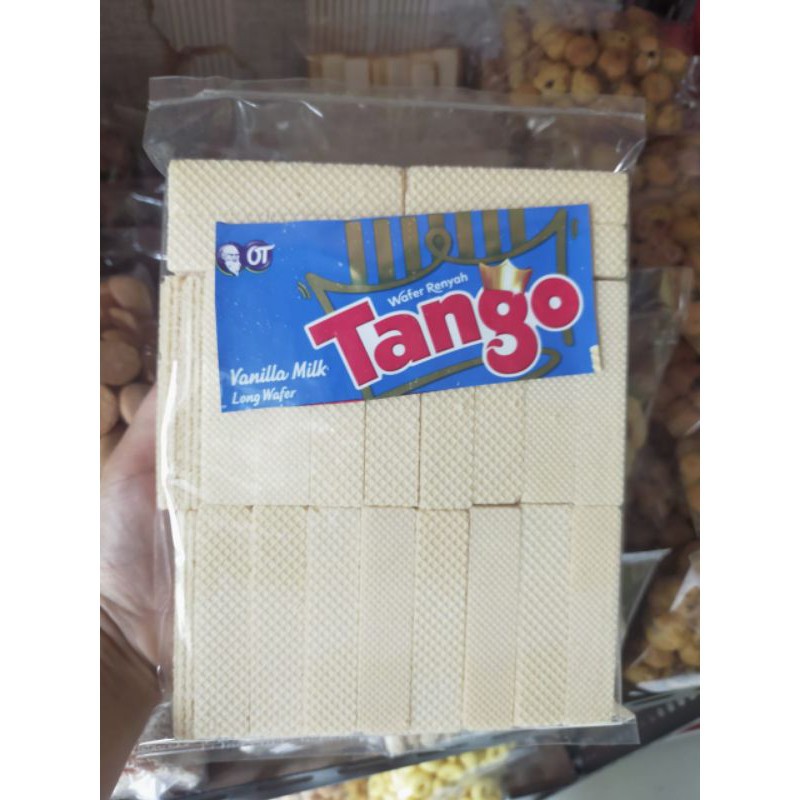 OT
Wafer Renyah
Tango
Vanilla Milk
Long Wafer